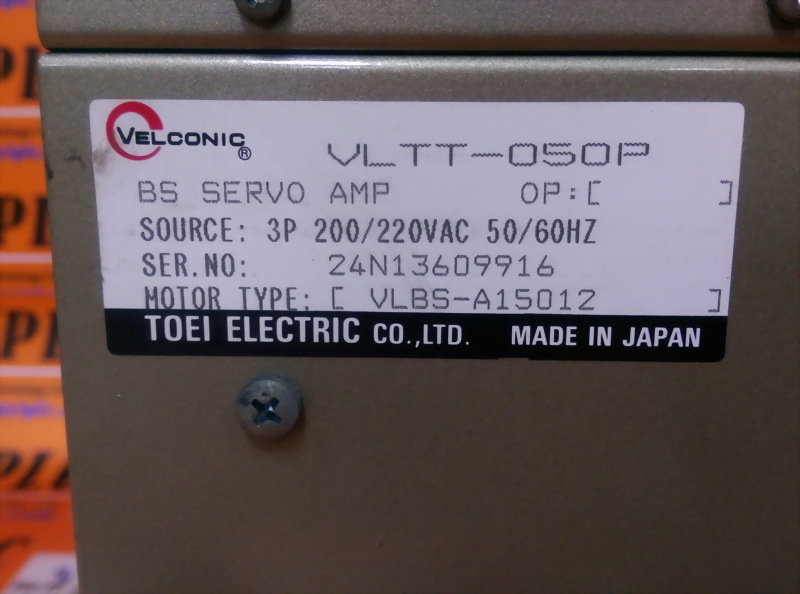 VELCONIC®
VLTT-050P
BS SERVO AMP OP:[ ]
SOURCE: 3P 200/220VAC 50/60HZ
SER.NO: 24N13609916
MOTOR TYPE: [ VLBS-A15012 ]
TOEI ELECTRIC CO.,LTD. MADE IN JAPAN